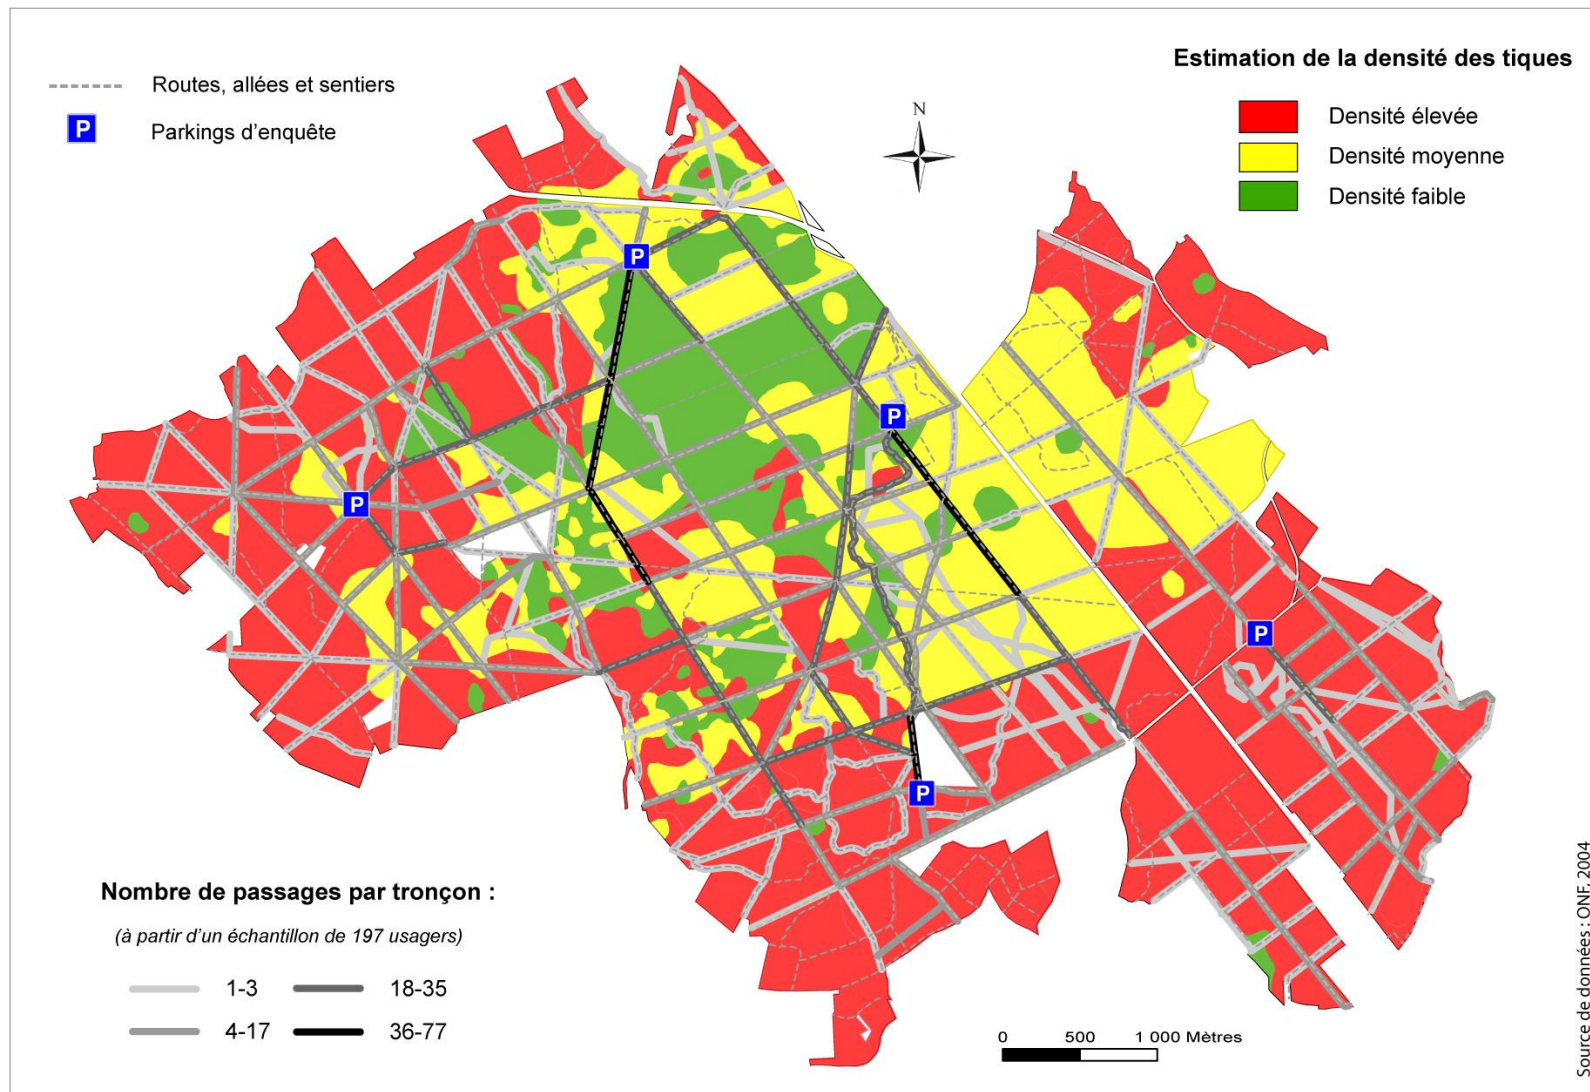 Routes, allées et sentiers
P
Parkings d'enquête
N
Estimation de la densité des tiques
Densité élevée
Densité moyenne
Densité faible
P
P
P
P
P
Nombre de passages par tronçon :
(à partir d'un échantillon de 197 usagers)
1-3
18-35
4-17
36-77
0 500 1 000 Mètres
Source de données : ONF, 2004